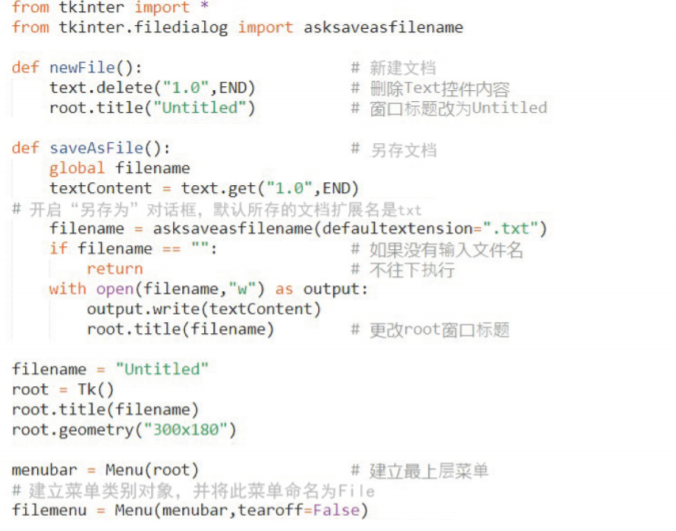 from tkinter import *
from tkinter.filedialog import asksaveasfilename
def newFile():                        # 新建文档
    text.delete("1.0",END)            # 删除Text控件内容
    root.title("Untitled")            # 窗口标题改为Untitled
def saveAsFile():                     # 另存文档
    global filename
    textContent = text.get("1.0",END)
# 开启“另存为”对话框，默认所存的文档扩展名是txt
    filename = asksaveasfilename(defaultextension=".txt")
    if filename == "":                # 如果没有输入文件名
        return                        # 不往下执行
    with open(filename,"w") as output:
        output.write(textContent)
        root.title(filename)          # 更改root窗口标题
filename = "Untitled"
root = Tk()
root.title(filename)
root.geometry("300x180")
menubar = Menu(root)                  # 建立最上层菜单
# 建立菜单类别对象，并将此菜单命名为File
filemenu = Menu(menubar,tearoff=False)